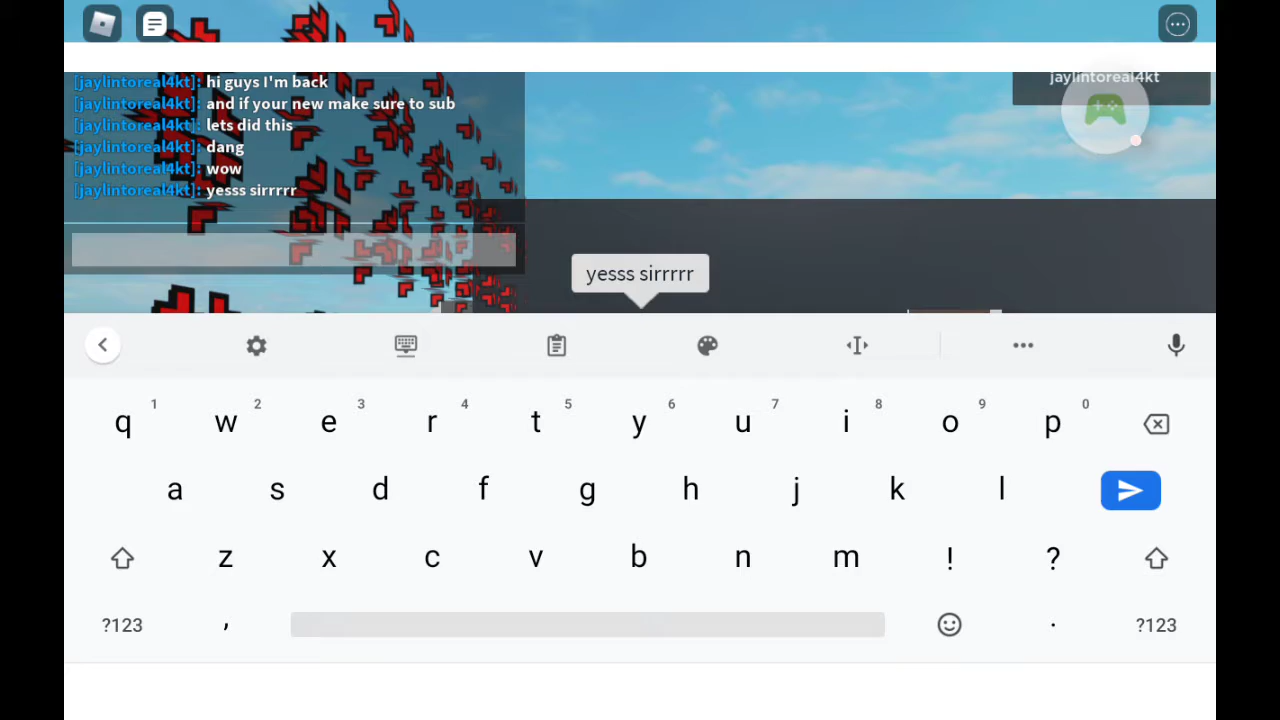 jaylintoreal4kt
[jaylintoreal4kt]: hi guys I'm back
[jaylintoreal4kt]: and if your new make sure to sub
[jaylintoreal4kt]: lets did this
[jaylintoreal4kt]: dang
[jaylintoreal4kt]: wow
[jaylintoreal4kt]: yesss sirrrrr
yesss sirrrrr
1 2 3 4 5 6 7 8 9 0
q w e r t y u i o p
a s d f g h j k l
z x c v b n m ! ?
?123 , . ?123